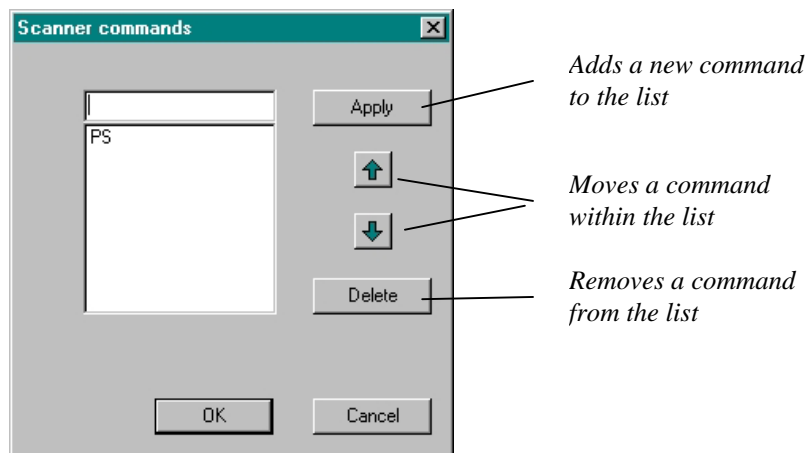 Scanner commands
Adds a new command
to the list
Apply
PS
Moves a command
within the list
Removes a command
from the list
Delete
OK
Cancel